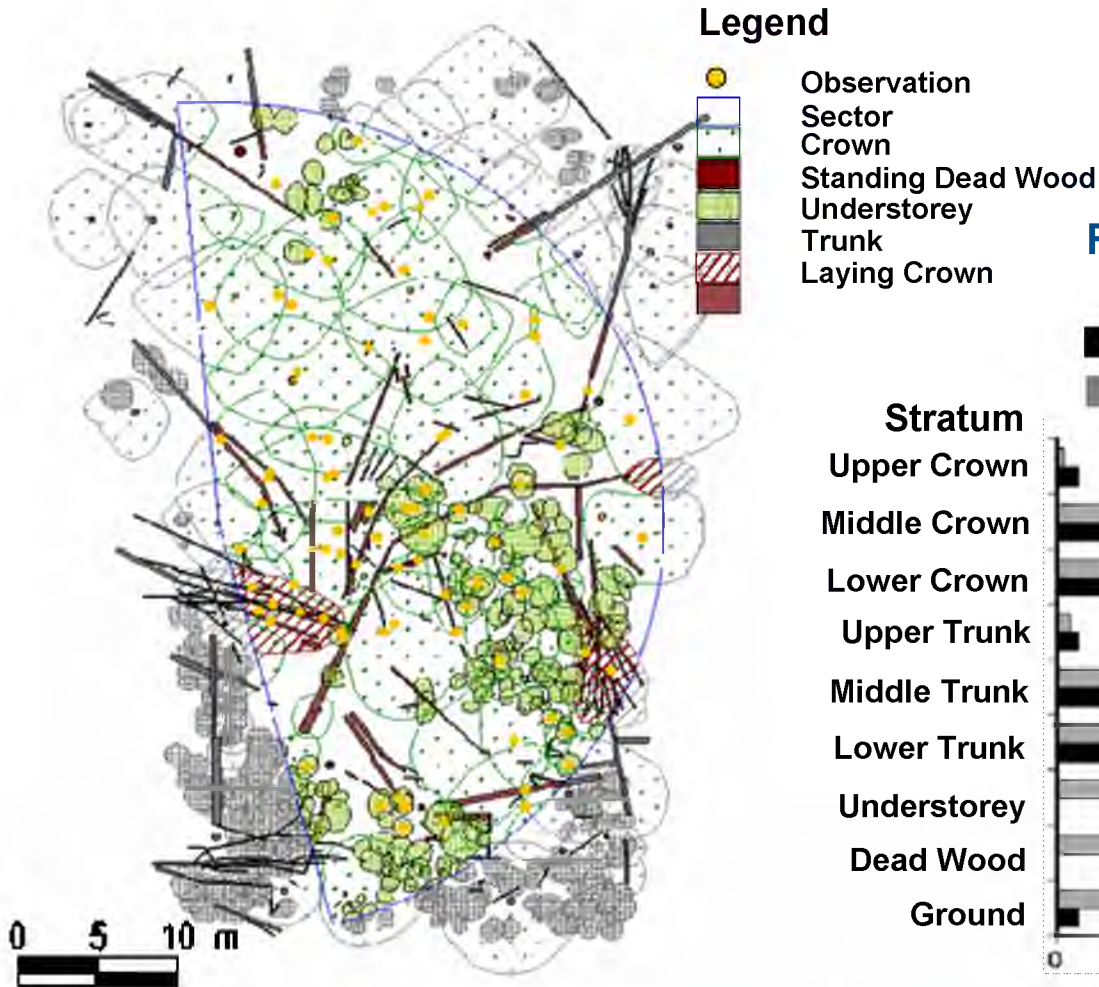 Legend
Observation
Sector
Crown
Standing Dead Wood
Understorey
Trunk
Laying Crown
Stratum
Upper Crown
Middle Crown
Lower Crown
Upper Trunk
Middle Trunk
Lower Trunk
Understorey
Dead Wood
Ground
0
0 5 10 m